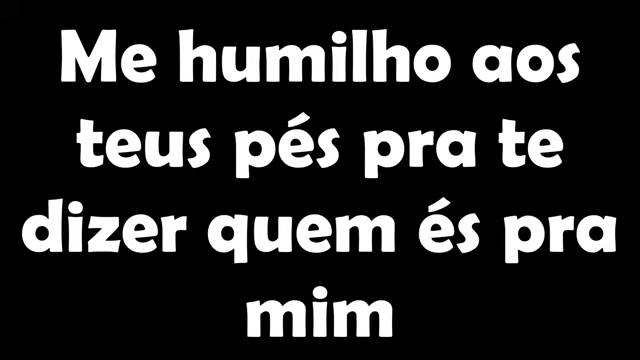 Me humilho aos
teus pés pra te
dizer quem és pra
mim